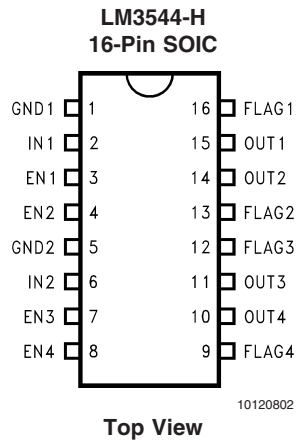 LM3544-H
16-Pin SOIC
GND1 1 16 FLAG1
IN1 2 15 OUT1
EN1 3 14 OUT2
EN2 4 13 FLAG2
GND2 5 12 FLAG3
IN2 6 11 OUT3
EN3 7 10 OUT4
EN4 8 9 FLAG4
10120802
Top View